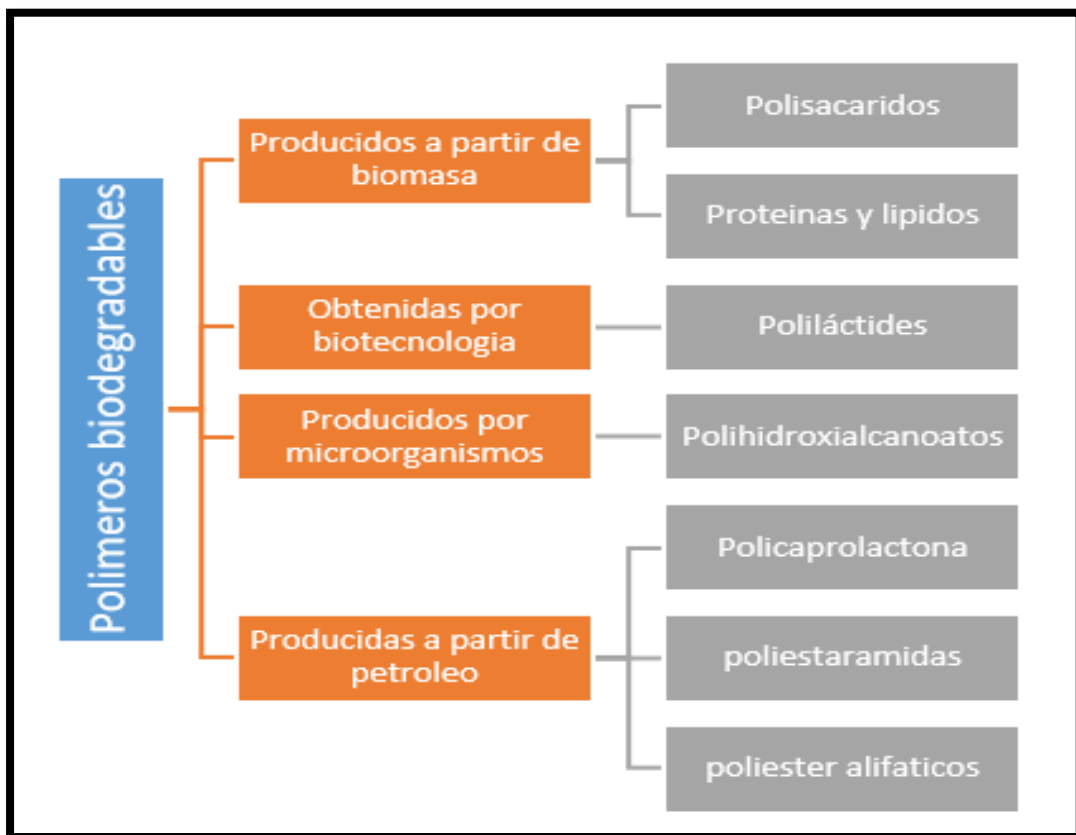 Polimeros biodegradables
Producidos a partir de
biomasa
Polisacaridos
Proteinas y lipidos
Obtenidas por
biotecnologia
Poliláctides
Producidos por
microorganismos
Polihidroxialcanoatos
Producidas a partir de
petroleo
Policaprolactona
poliestaramidas
poliester alifaticos